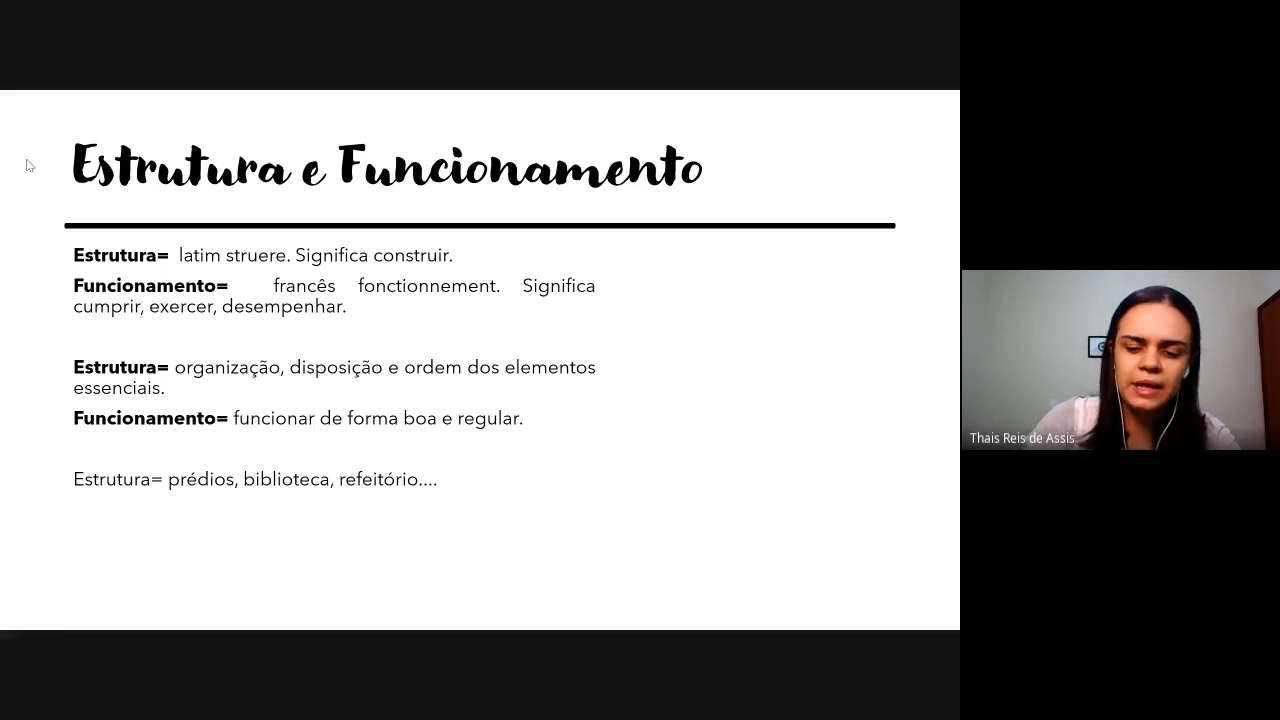 Estrutura e Funcionamento
Estrutura= latim struere. Significa construir.
Funcionamento= francês fonctionnement. Significa
cumprir, exercer, desempenhar.
Estrutura= organização, disposição e ordem dos elementos
essenciais.
Funcionamento= funcionar de forma boa e regular.
Estrutura= prédios, biblioteca, refeitório....
Thais Reis de Assis